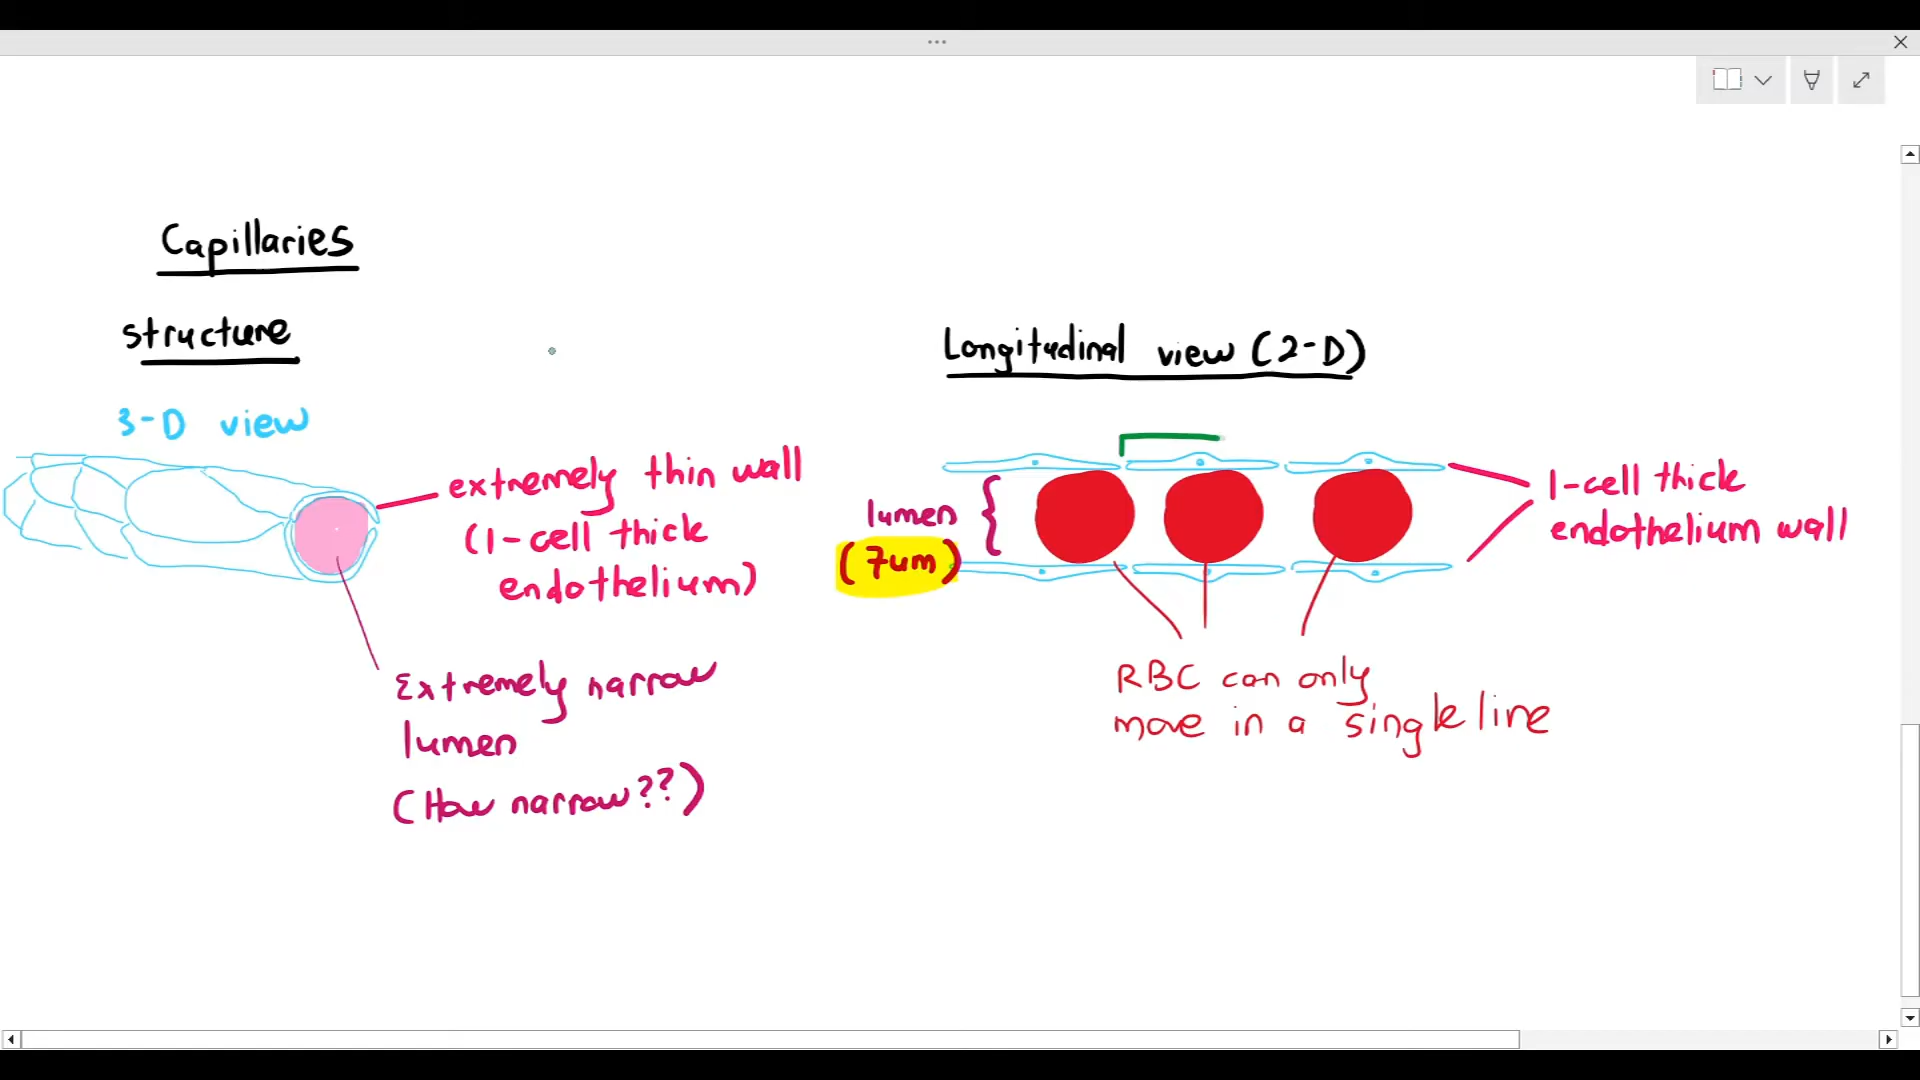 Capillaries
structure
3-D view
extremely thin wall
(1-cell thick
endothelium)
Extremely narrow
lumen
(How narrow??)
Longitudinal view (2-D)
lumen
(7um)
1-cell thick
endothelium wall
RBC can only
move in a single line